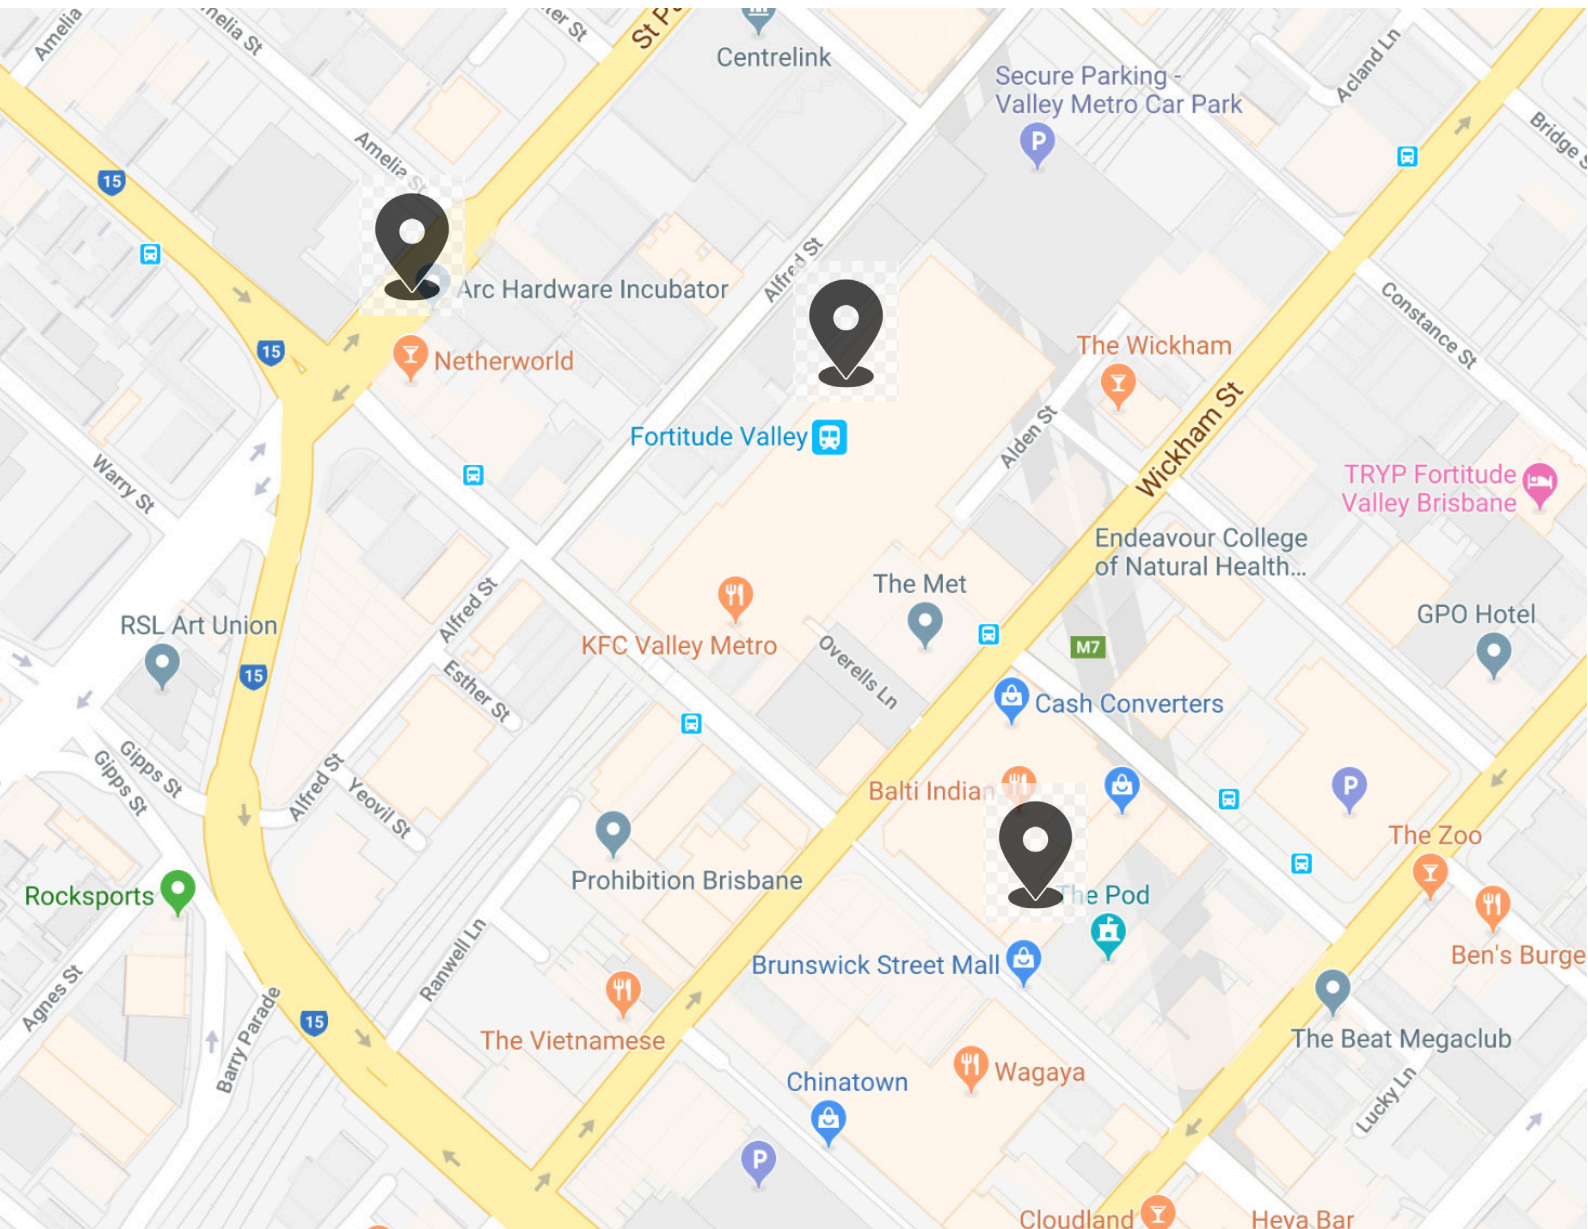 Amelia
Amelia St
ner St
St Pa
Centrelink
Secure Parking -
Valley Metro Car Park
Acland Ln
Bridge S
15
Amelia St
Alfred St
Arc Hardware Incubator
15
Netherworld
The Wickham
Constance St
Wickham St
Fortitude Valley
Alden St
Warry St
TRYP Fortitude
Valley Brisbane
Endeavour College
of Natural Health...
The Met
GPO Hotel
RSL Art Union
Alfred St
KFC Valley Metro
Overells Ln
M7
15
Esther St
Cash Converters
Gipps St
Gipps St
Alfred St
Yeovil St
Balti Indian
P
The Zoo
Prohibition Brisbane
Rocksports
The Pod
Ben's Burge
Brunswick Street Mall
Ranwell Ln
Agnes St
Barry Parade
15
The Vietnamese
The Beat Megaclub
Chinatown
Wagaya
Lucky Ln
P
Cloudland
Heya Bar
P